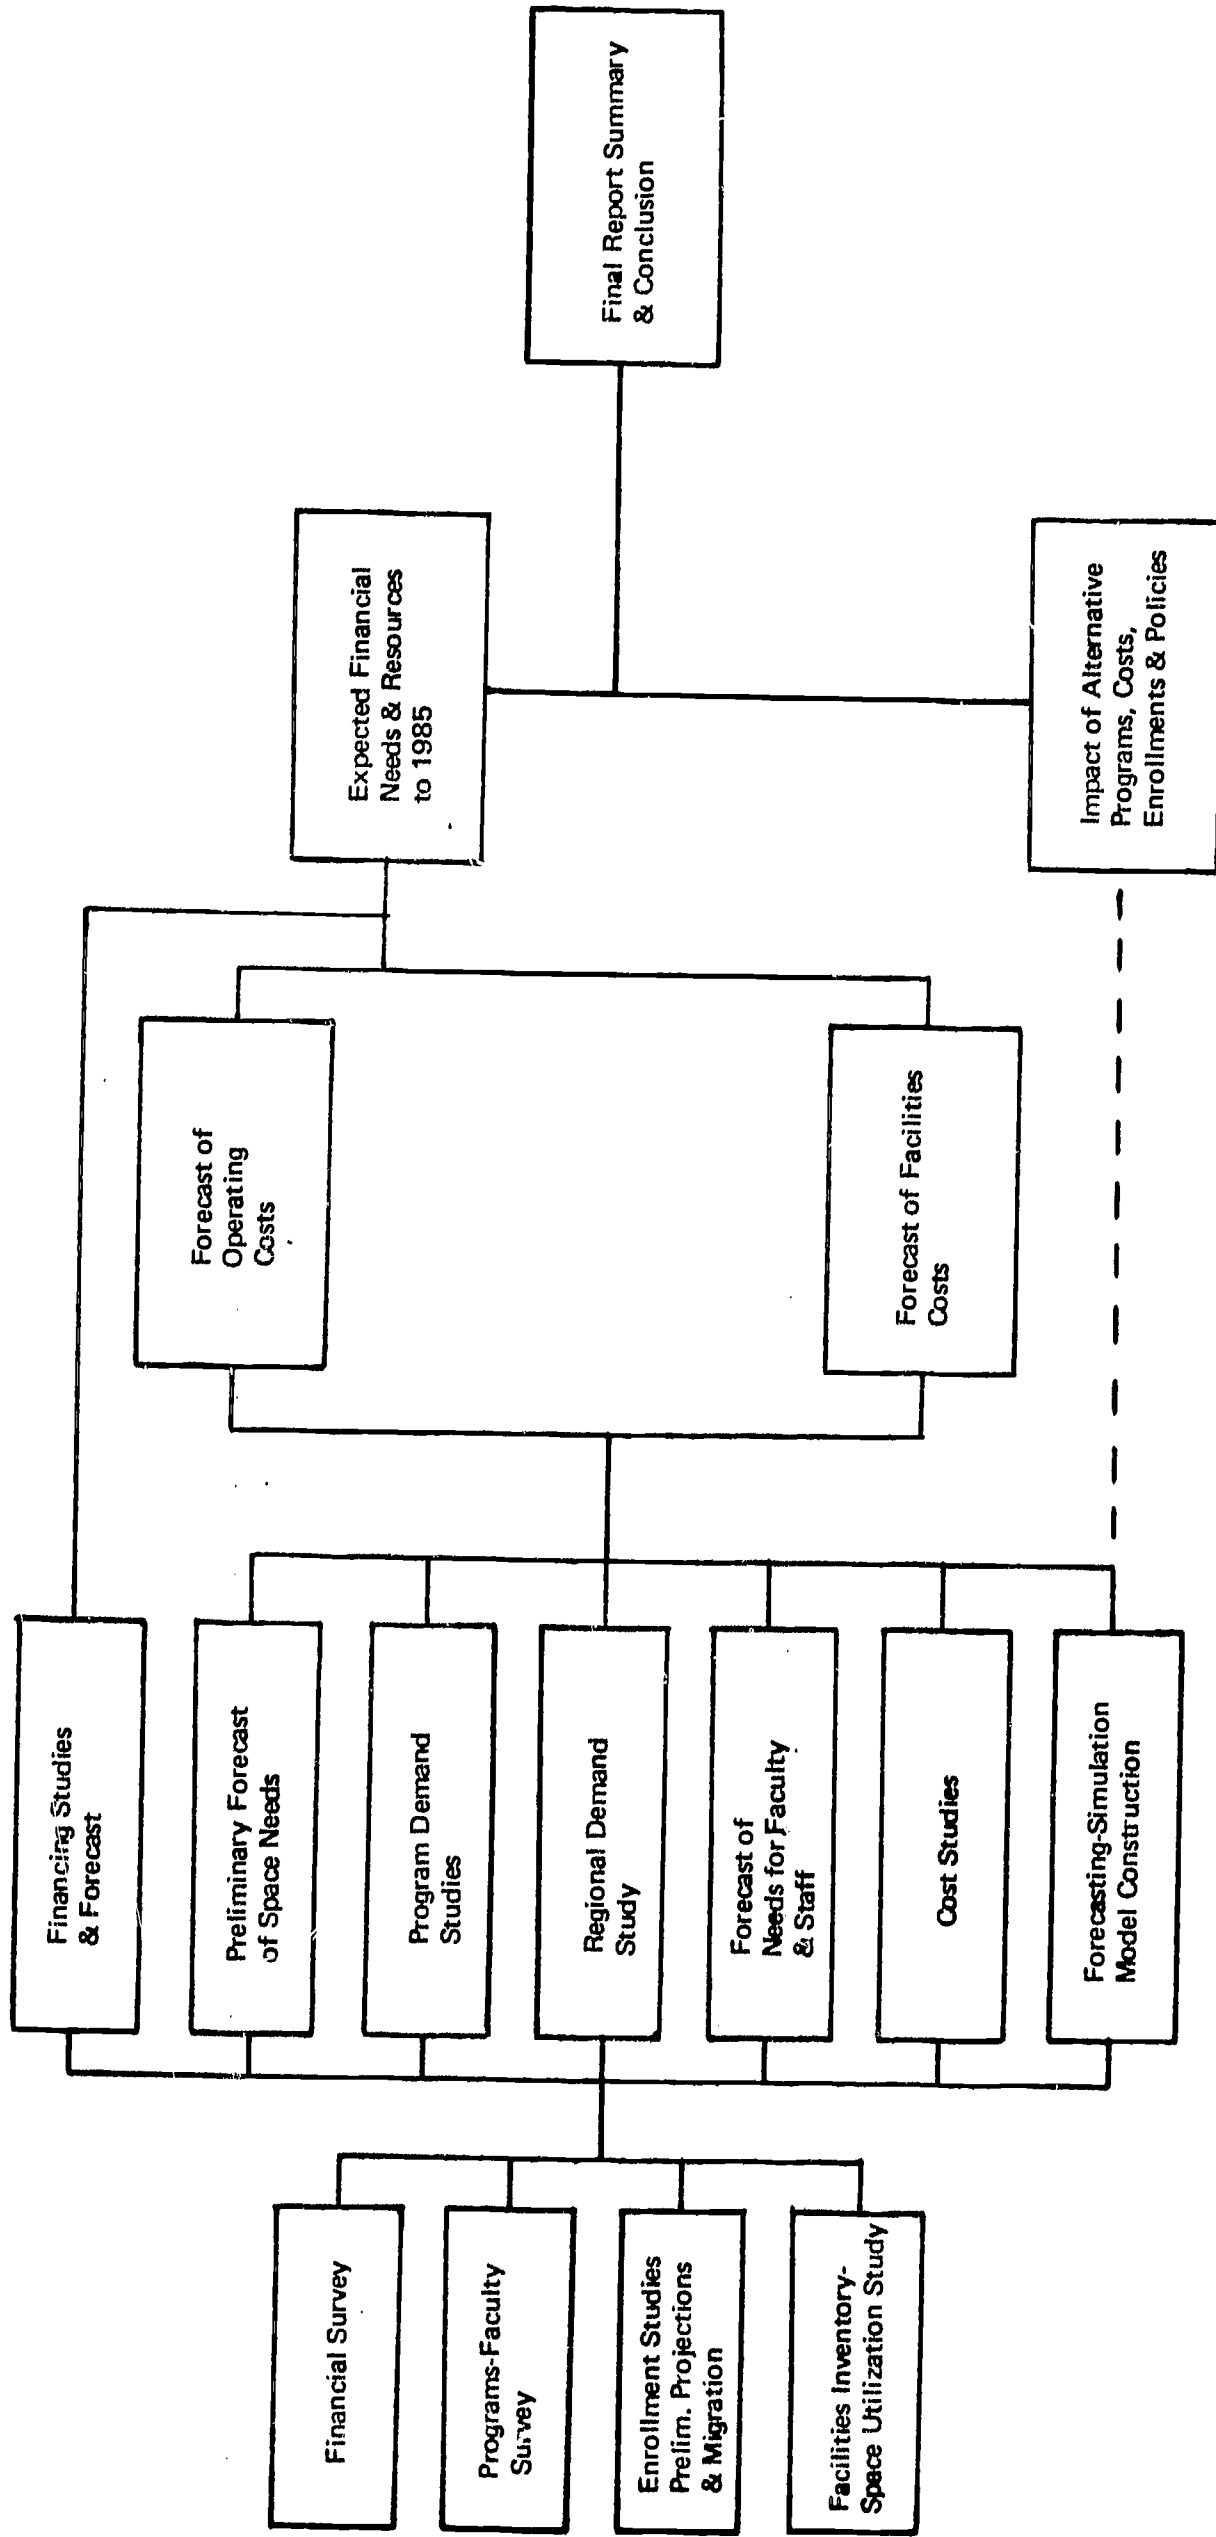 Financial Survey
Programs-Faculty
Survey
Enrollment Studies
Prelim. Projections
& Migration
Facilities Inventory-
Space Utilization Study
Financing Studies
& Forecast
Preliminary Forecast
of Space Needs
Program Demand
Studies
Regional Demand
Study
Forecast of
Needs for Faculty
& Staff
Cost Studies
Forecasting-Simulation
Model Construction
Forecast of
Operating
Costs
Forecast of Facilities
Costs
Expected Financial
Needs & Resources
to 1985
Impact of Alternative
Programs, Costs,
Enrollments & Policies
Final Report Summary
& Conclusion